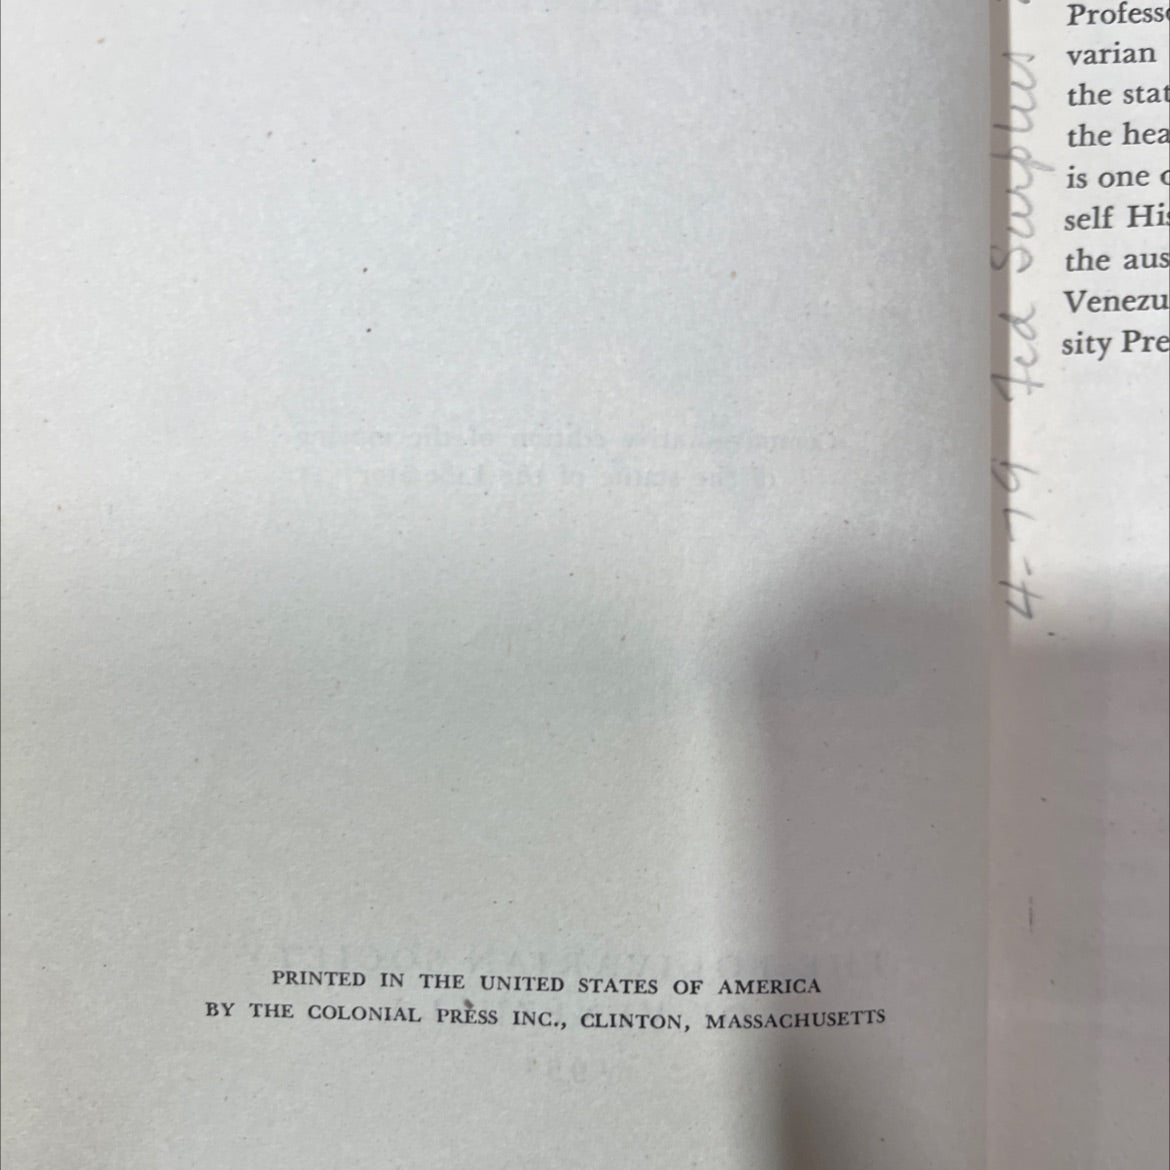 PRINTED IN THE UNITED STATES OF AMERICA
BY THE COLONIAL PRESS INC., CLINTON, MASSACHUSETTS
4-79 Fed Surplus
Profess
varian
the stat
the hea
is one
self His
the aus
Venezu
sity Pre